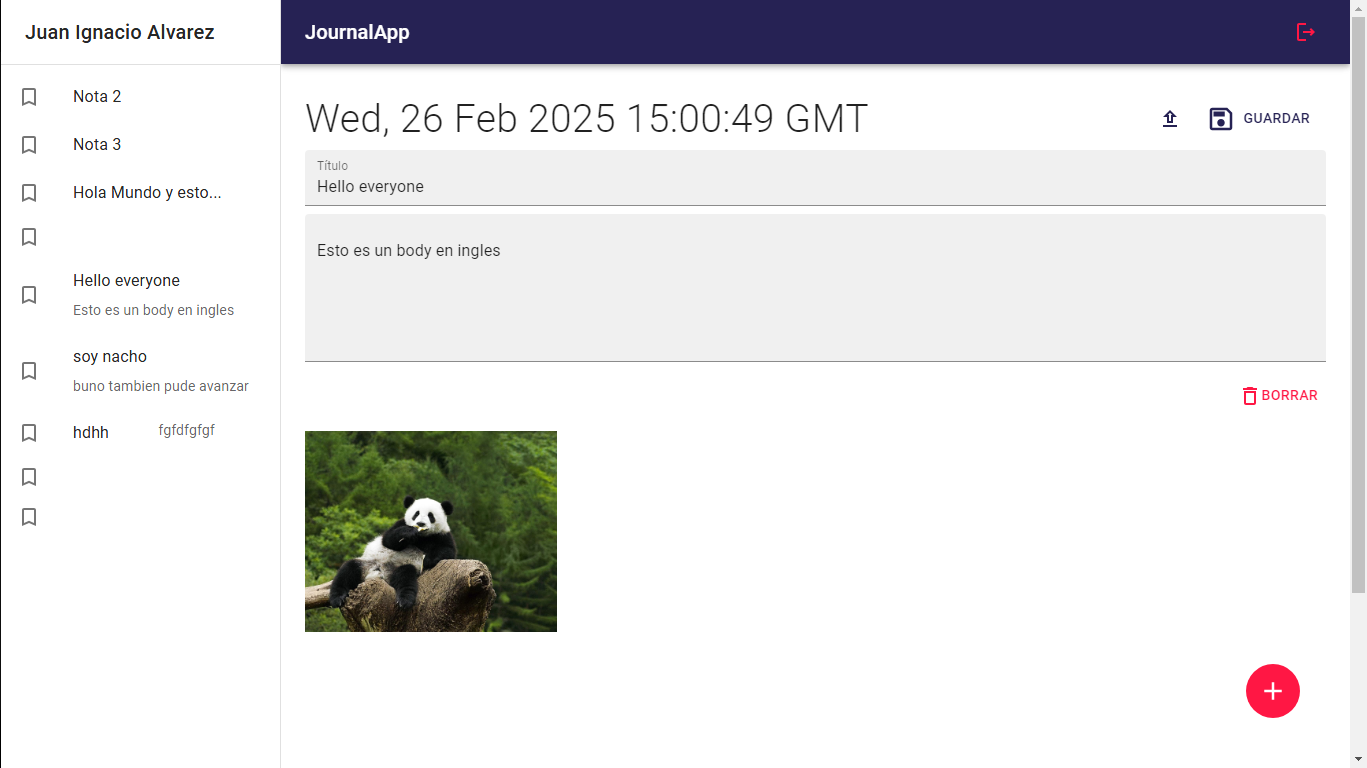 Juan Ignacio Alvarez
JournalApp
Nota 2
Nota 3
Hola Mundo y esto...
Hello everyone
Esto es un body en ingles
soy nacho
buno tambien pude avanzar
hdhh fgfdfgfgf
Wed, 26 Feb 2025 15:00:49 GMT
GUARDAR
Título
Hello everyone
Esto es un body en ingles
BORRAR